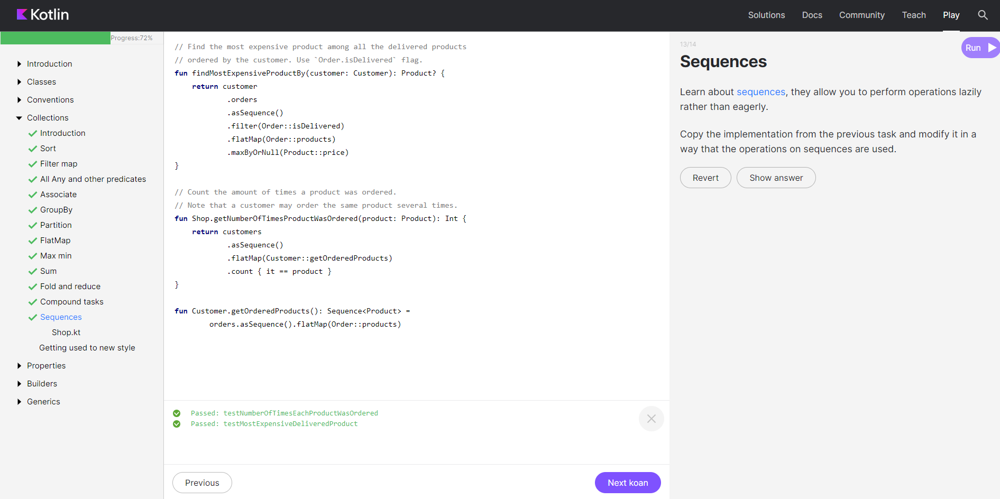 Kotlin
Solutions
Docs
Community
Teach
Play
Progress:72%
Introduction
Classes
Conventions
Collections
Introduction
Sort
Filter map
All Any and other predicates
Associate
GroupBy
Partition
FlatMap
Max min
Sum
Fold and reduce
Compound tasks
Sequences
Shop.kt
Getting used to new style
Properties
Builders
Generics
// Find the most expensive product among all the delivered products
// ordered by the customer. Use `Order.isDelivered` flag.
fun findMostExpensiveProductBy(customer: Customer): Product? {
    return customer
            .orders
            .asSequence()
            .filter(Order::isDelivered)
            .flatMap(Order::products)
            .maxByOrNull(Product::price)
}
// Count the amount of times a product was ordered.
// Note that a customer may order the same product several times.
fun Shop.getNumberOfTimesProductWasOrdered(product: Product): Int {
    return customers
            .asSequence()
            .flatMap(Customer::getOrderedProducts)
            .count { it == product }
}
fun Customer.getOrderedProducts(): Sequence<Product> =
        orders.asSequence().flatMap(Order::products)
Passed: testNumberOfTimesEachProductWasOrdered
Passed: testMostExpensiveDeliveredProduct
Previous
Next koan
13/14
Run
Sequences
Learn about sequences, they allow you to perform operations lazily
rather than eagerly.
Copy the implementation from the previous task and modify it in a
way that the operations on sequences are used.
Revert
Show answer